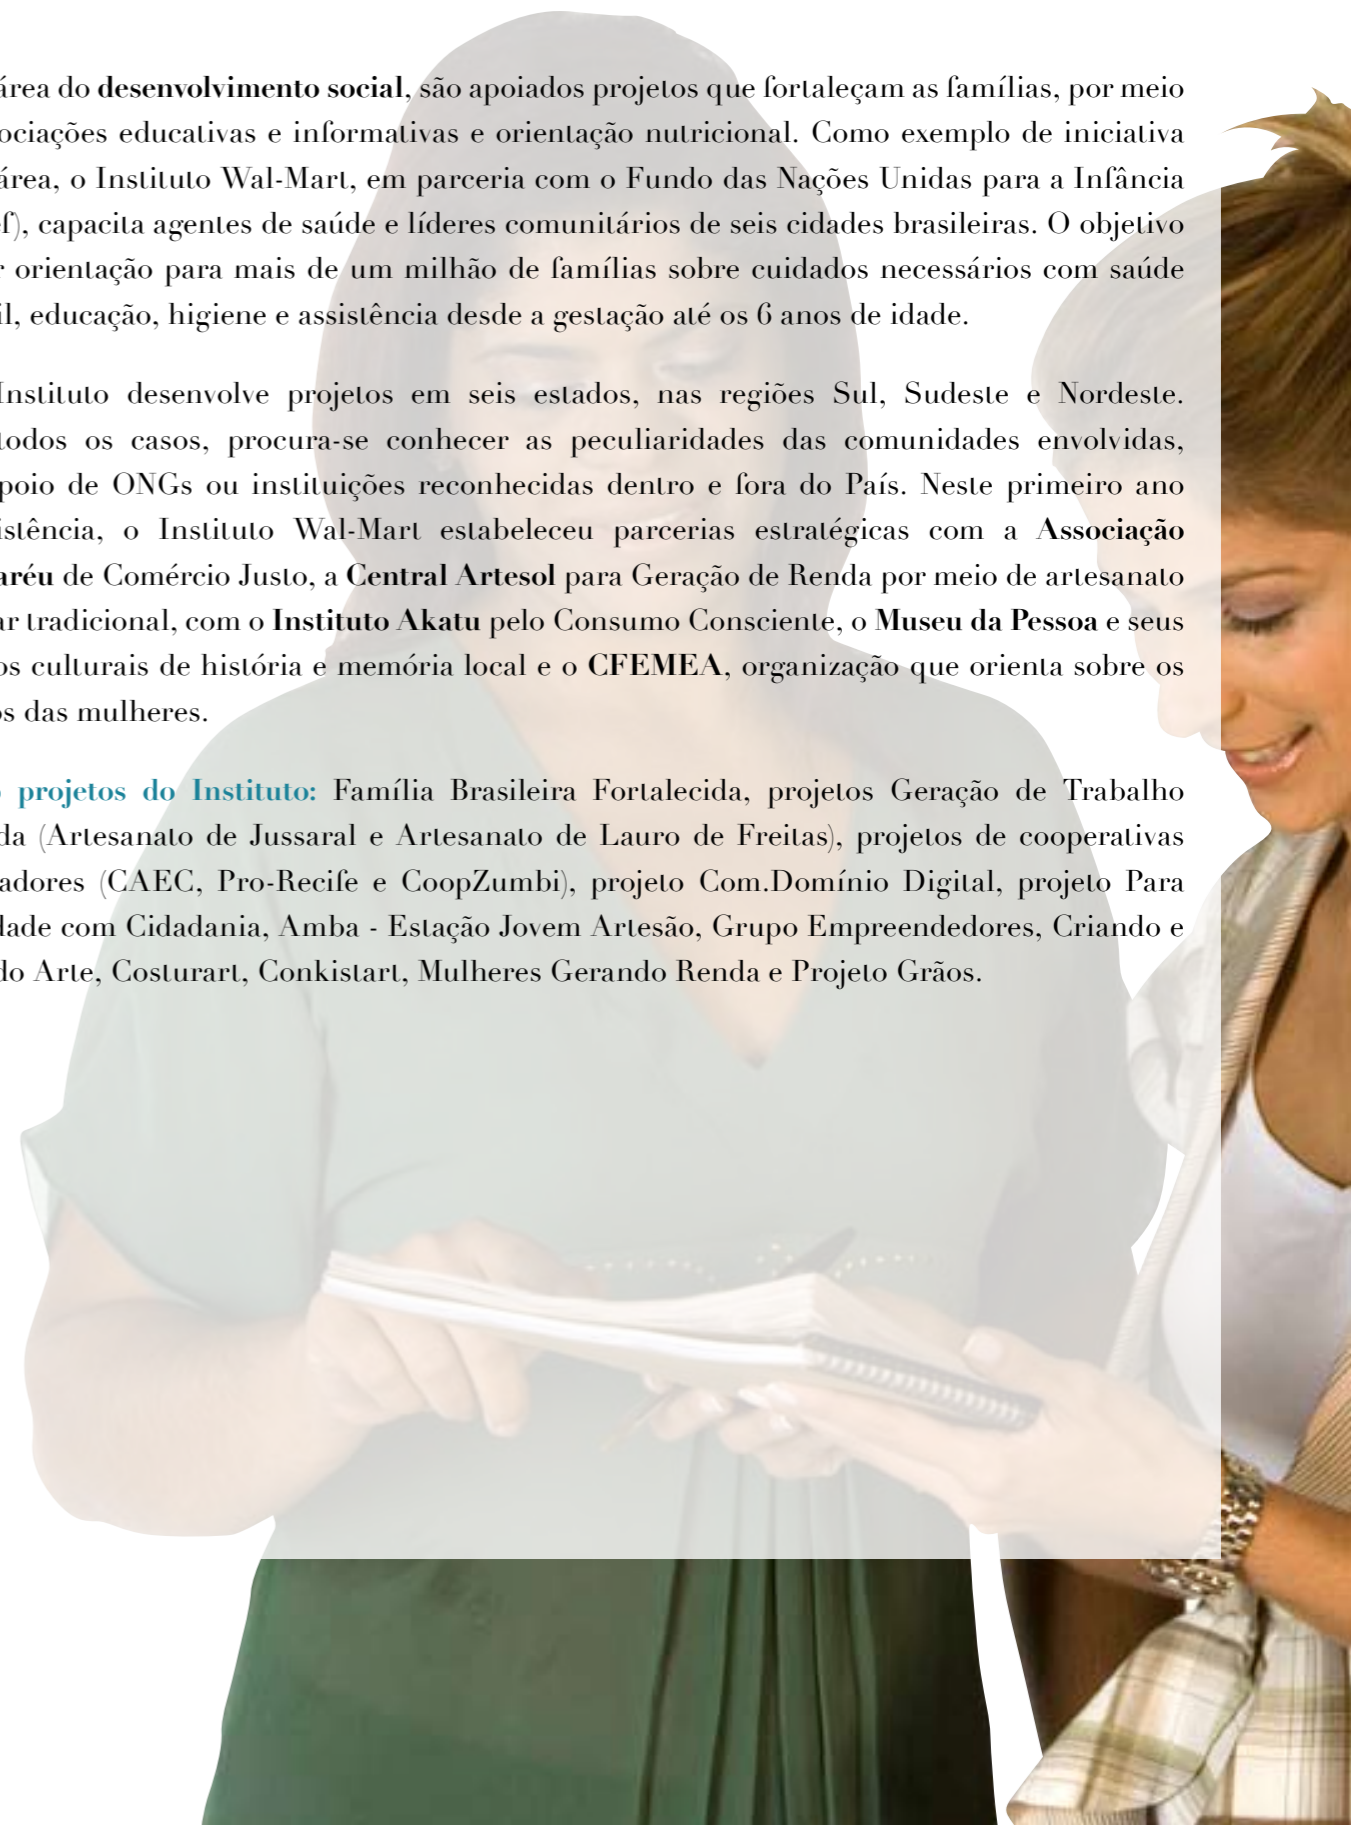 área do desenvolvimento social, são apoiados projetos que fortaleçam as famílias, por meio
ociações educativas e informativas e orientação nutricional. Como exemplo de iniciativa
área, o Instituto Wal-Mart, em parceria com o Fundo das Nações Unidas para a Infância
ef), capacita agentes de saúde e líderes comunitários de seis cidades brasileiras. O objetivo
r orientação para mais de um milhão de famílias sobre cuidados necessários com saúde
il, educação, higiene e assistência desde a gestação até os 6 anos de idade.
Instituto desenvolve projetos em seis estados, nas regiões Sul, Sudeste e Nordeste.
todos os casos, procura-se conhecer as peculiaridades das comunidades envolvidas,
poio de ONGs ou instituições reconhecidas dentro e fora do País. Neste primeiro ano
istência, o Instituto Wal-Mart estabeleceu parcerias estratégicas com a Associação
aréu de Comércio Justo, a Central Artesol para Geração de Renda por meio de artesanato
ar tradicional, com o Instituto Akatu pelo Consumo Consciente, o Museu da Pessoa e seus
os culturais de história e memória local e o CFEMEA, organização que orienta sobre os
os das mulheres.
projetos do Instituto: Família Brasileira Fortalecida, projetos Geração de Trabalho
da (Artesanato de Jussaral e Artesanato de Lauro de Freitas), projetos de cooperativas
adores (CAEC, Pro-Recife e CoopZumbi), projeto Com.Domínio Digital, projeto Para
dade com Cidadania, Amba - Estação Jovem Artesão, Grupo Empreendedores, Criando e
do Arte, Costurart, Conkistart, Mulheres Gerando Renda e Projeto Grãos.